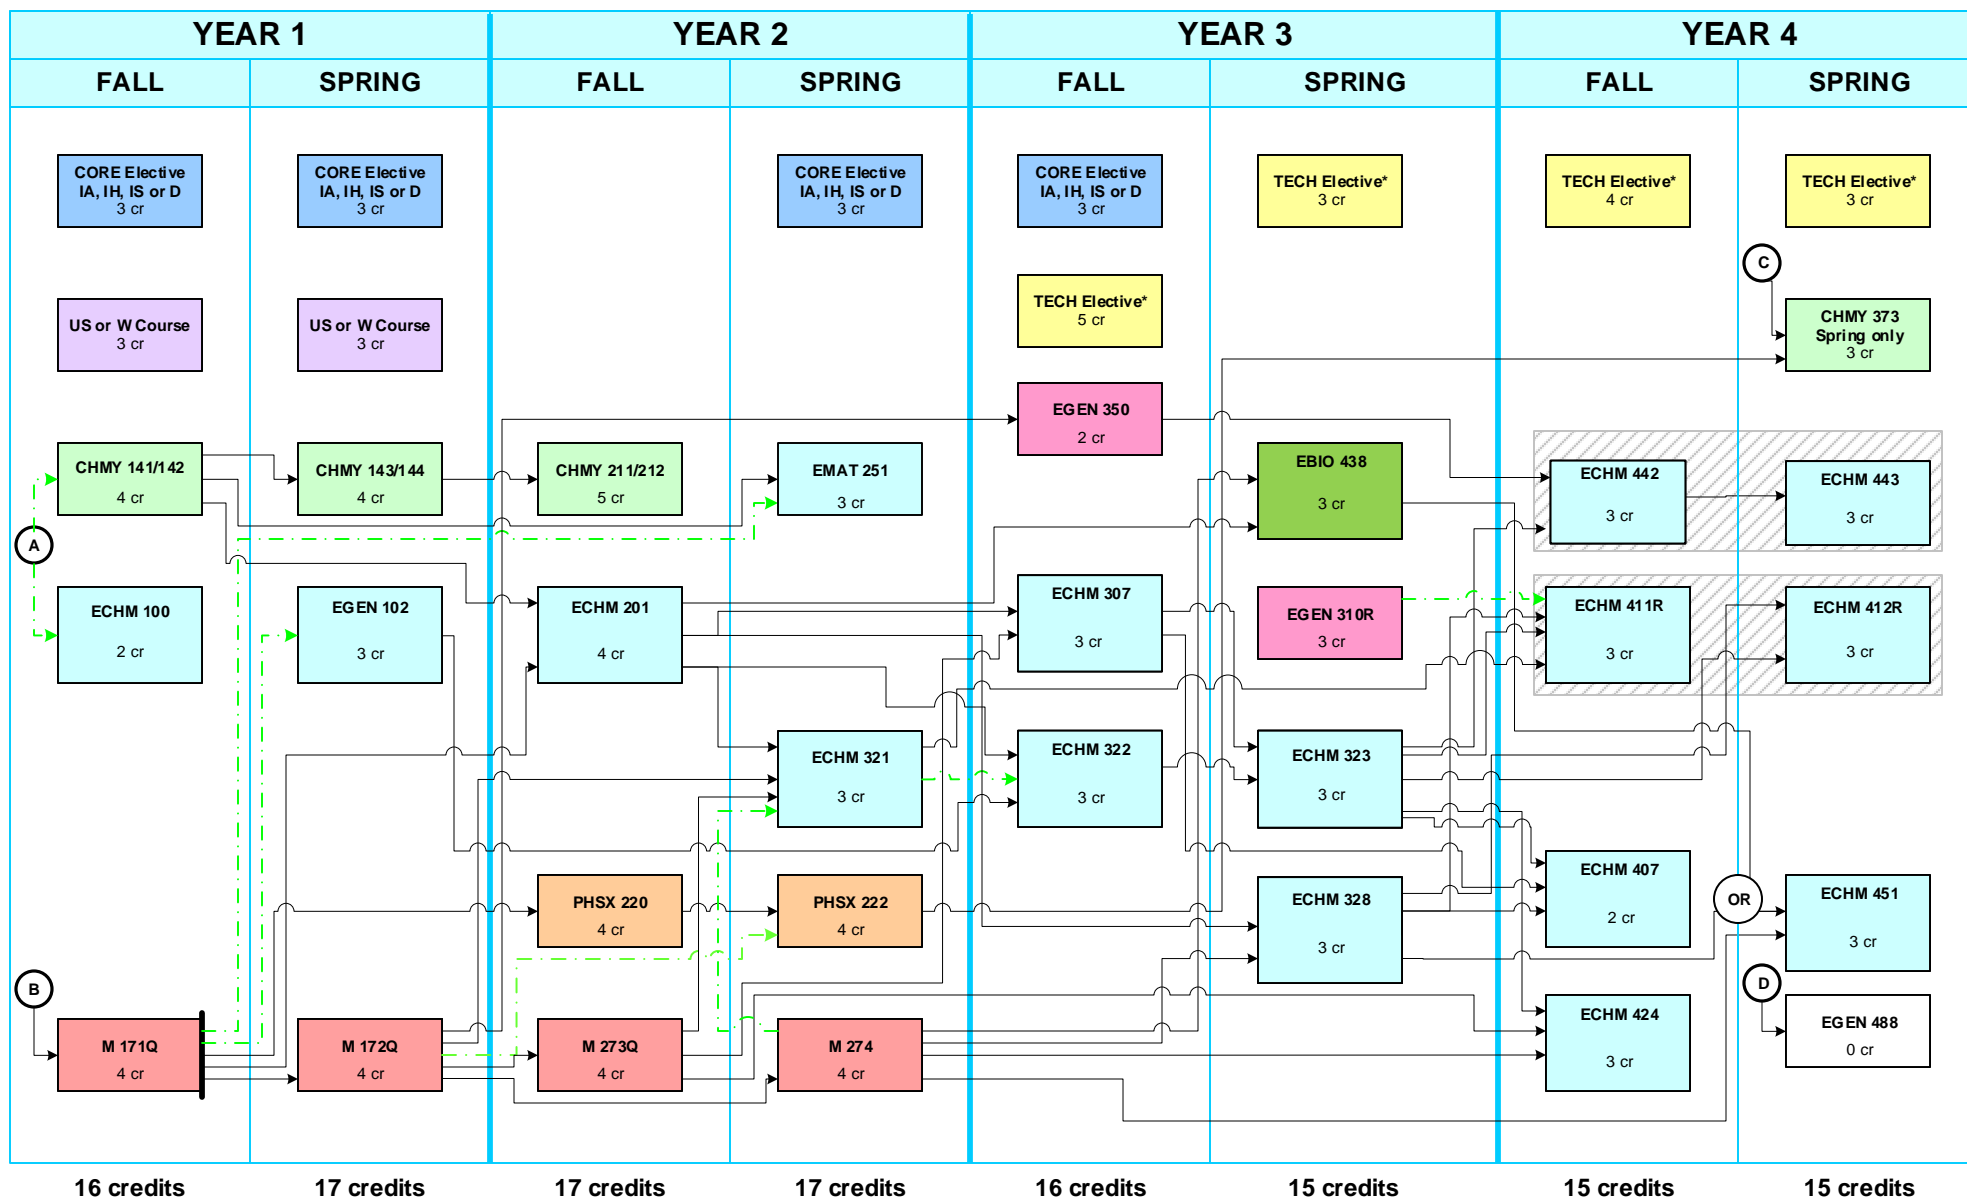 YEAR 1
YEAR 2
YEAR 3
YEAR 4
FALL
SPRING
FALL
SPRING
FALL
SPRING
FALL
SPRING
CORE Elective
IA, IH, IS or D
3 cr
CORE Elective
IA, IH, IS or D
3 cr
CORE Elective
IA, IH, IS or D
3 cr
CORE Elective
IA, IH, IS or D
3 cr
TECH Elective*
3 cr
TECH Elective*
4 cr
TECH Elective*
3 cr
C
US or W Course
3 cr
US or W Course
3 cr
TECH Elective*
5 cr
CHMY 373
Spring only
3 cr
EGEN 350
2 cr
CHMY 141/142
4 cr
CHMY 143/144
4 cr
CHMY 211/212
5 cr
EMAT 251
3 cr
EBIO 438
3 cr
ECHM 442
3 cr
ECHM 443
3 cr
A
ECHM 100
2 cr
EGEN 102
3 cr
ECHM 201
4 cr
ECHM 307
3 cr
EGEN 310R
3 cr
ECHM 411R
3 cr
ECHM 412R
3 cr
ECHM 321
3 cr
ECHM 322
3 cr
ECHM 323
3 cr
PHSX 220
4 cr
PHSX 222
4 cr
ECHM 328
3 cr
ECHM 407
2 cr
OR
ECHM 451
3 cr
B
D
M 171Q
4 cr
M 172Q
4 cr
M 273Q
4 cr
M 274
4 cr
ECHM 424
3 cr
EGEN 488
0 cr
16 credits
17 credits
17 credits
17 credits
16 credits
15 credits
15 credits
15 credits